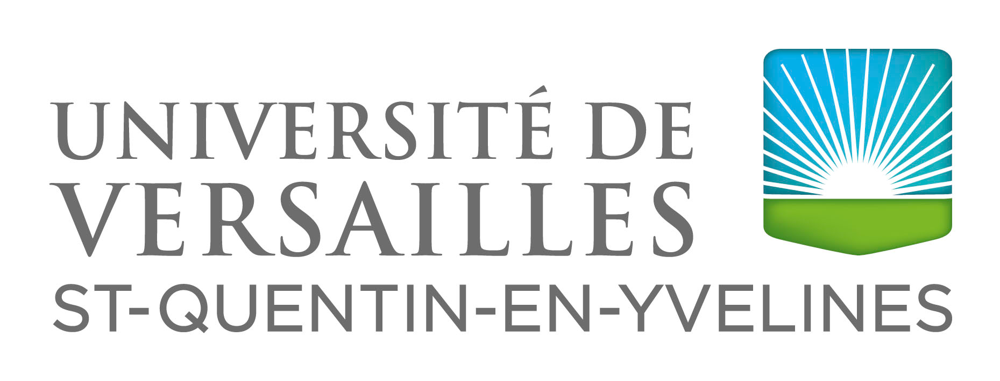 UNIVERSITÉ DE
VERSAILLES
ST-QUENTIN-EN-YVELINES